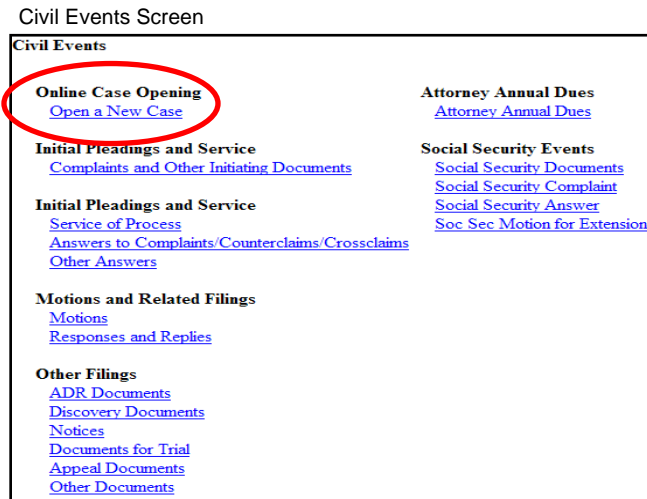 Civil Events Screen
Civil Events
Online Case Opening
Open a New Case
Initial Pleadings and Service
Complaints and Other Initiating Documents
Initial Pleadings and Service
Service of Process
Answers to Complaints/Counterclaims/Crossclaims
Other Answers
Motions and Related Filings
Motions
Responses and Replies
Other Filings
ADR Documents
Discovery Documents
Notices
Documents for Trial
Appeal Documents
Other Documents
Attorney Annual Dues
Attorney Annual Dues
Social Security Events
Social Security Documents
Social Security Complaint
Social Security Answer
Soc Sec Motion for Extension